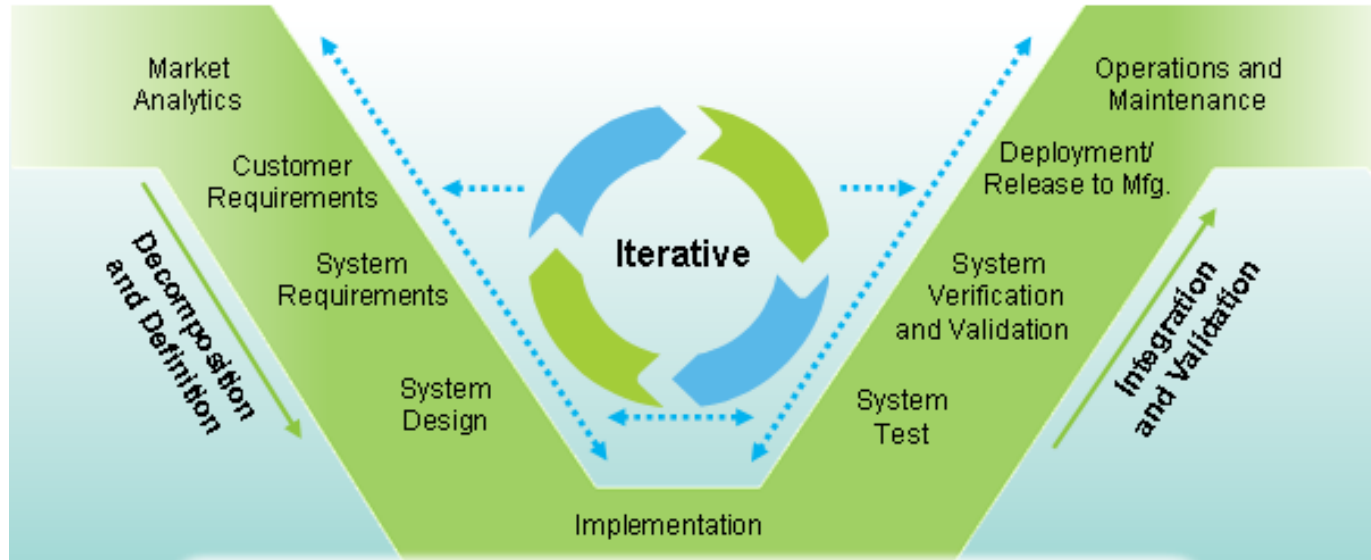 Market
Analytics
Customer
Requirements
System
Requirements
System
Design
Decomposition
and Definition
Iterative
Implementation
Operations and
Maintenance
Deployment/
Release to Mfg.
System
Verification
and Validation
System
Test
Integration
and Validation